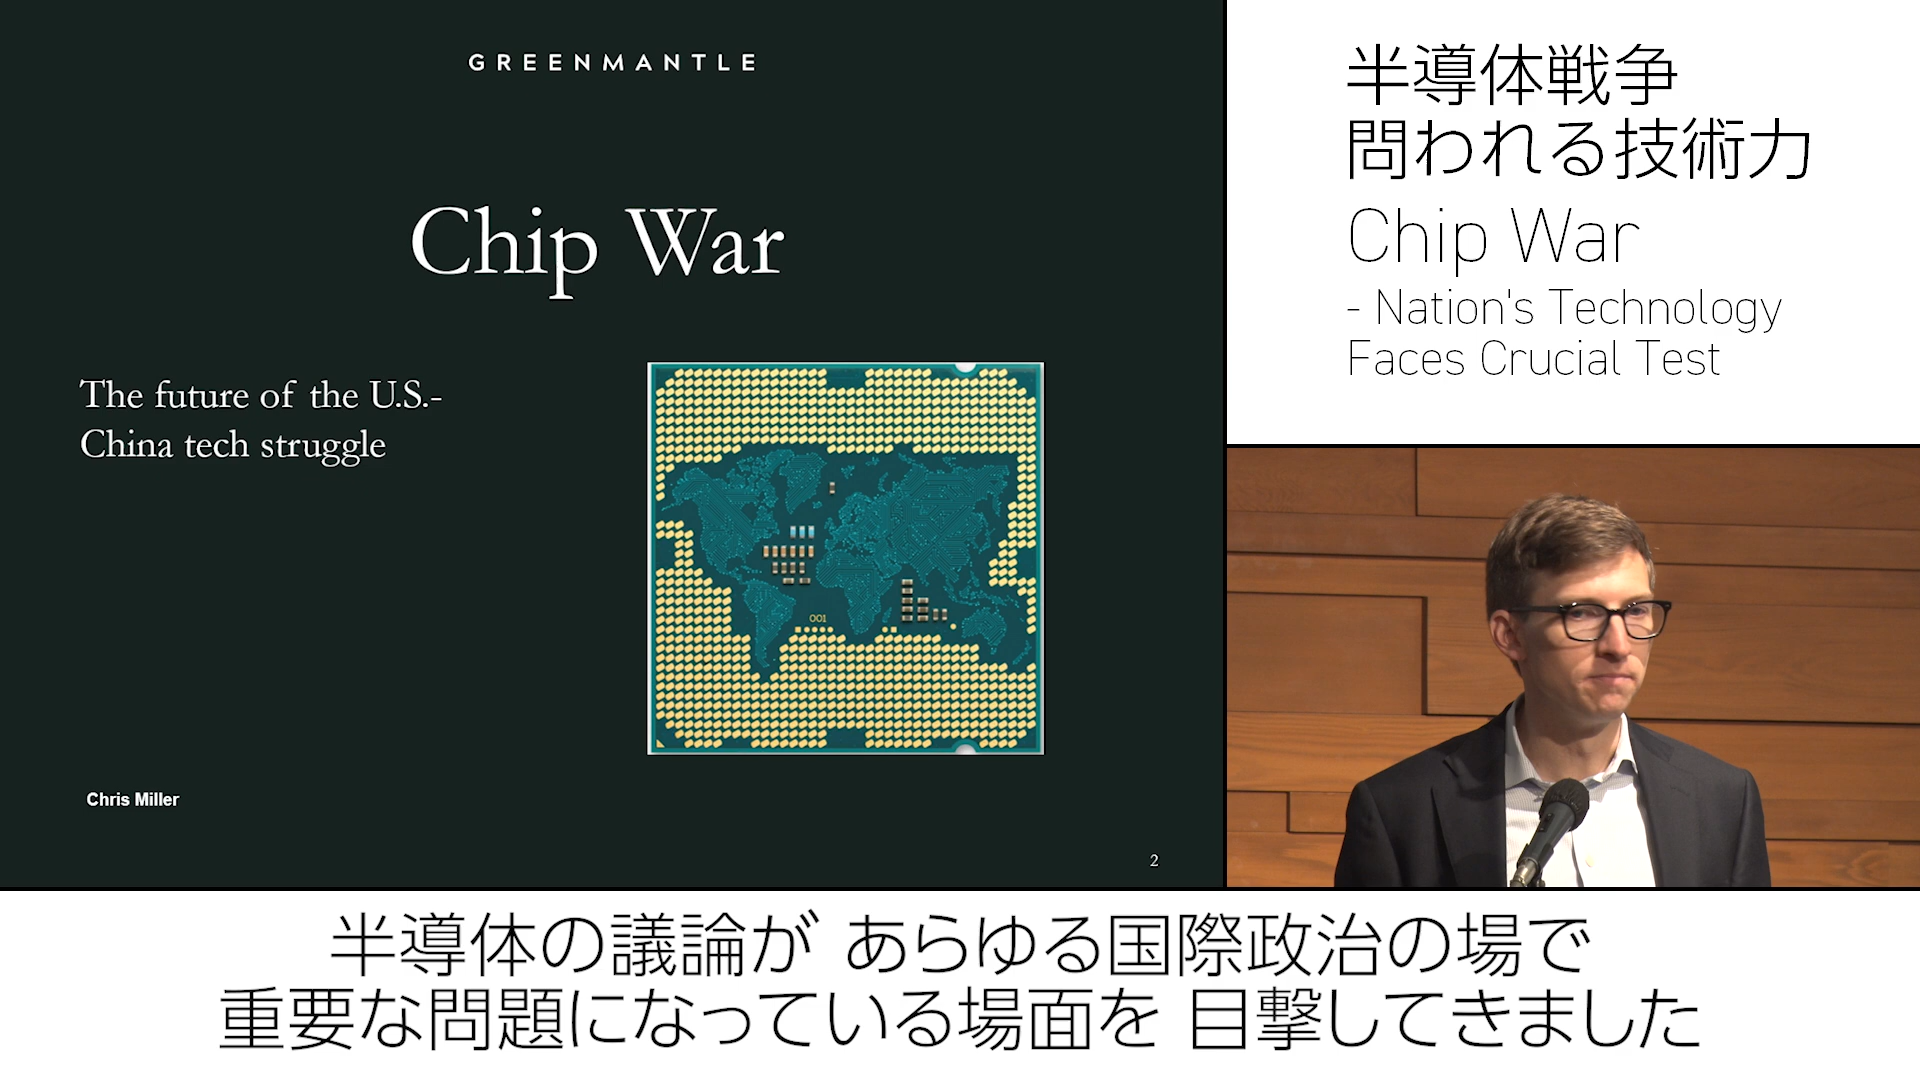 GREENMANTLE
Chip War
The future of the U.S.-
China tech struggle
001
Chris Miller
2
半導体戦争
問われる技術力
Chip War
- Nation's Technology
Faces Crucial Test
半導体の議論が あらゆる国際政治の場で
重要な問題になっている場面を 目撃してきました